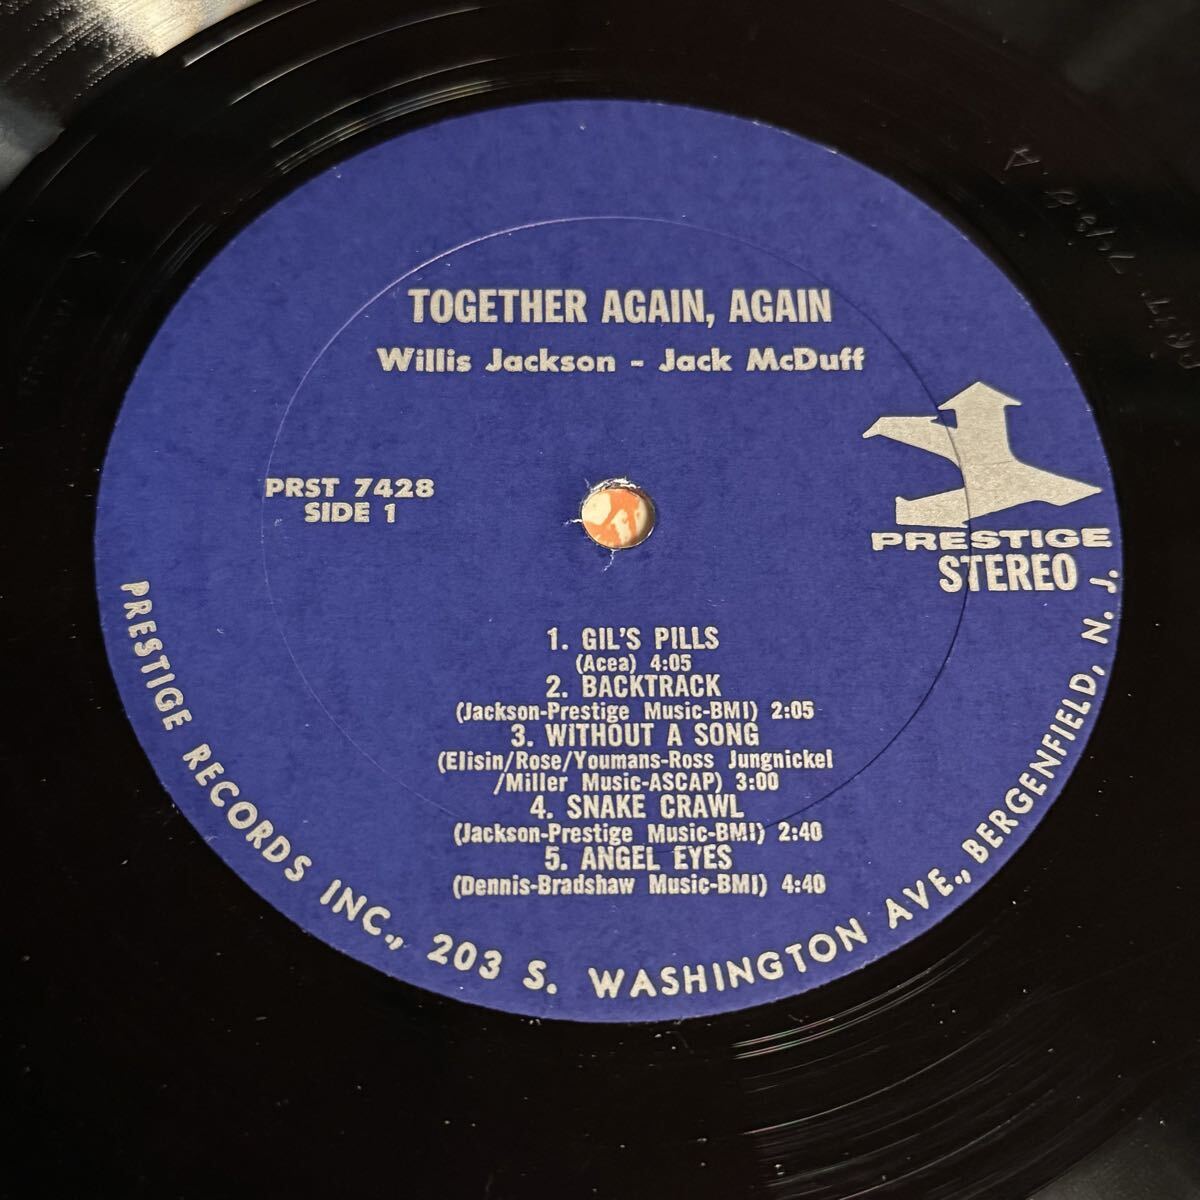 TOGETHER AGAIN, AGAIN
Willis Jackson - Jack McDuff
PRST 7428
SIDE 1
PRESTIGE
STEREO
1. GIL'S PILLS
(Acea) 4:05
2. BACKTRACK
(Jackson-Prestige Music-BMI) 2:05
3. WITHOUT A SONG
(Elisin/Rose/Youmans-Ross Jungnickel
/Miller Music-ASCAP) 3:00
4. SNAKE CRAWL
(Jackson-Prestige Music-BMI) 2:40
5. ANGEL EYES
(Dennis-Bradshaw Music-BMI) 4:40
PRESTIGE RECORDS INC., 203 S. WASHINGTON AVE., BERGENFIELD, N. J.